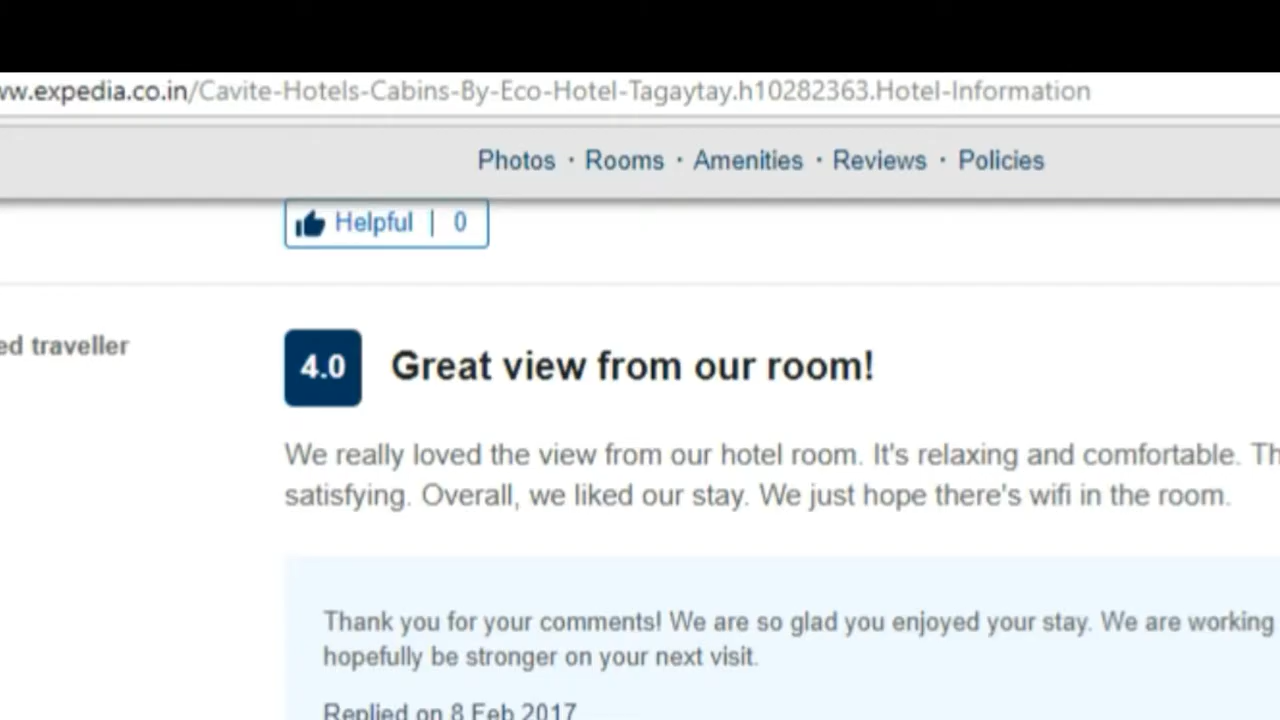 ww.expedia.co.in/Cavite-Hotels-Cabins-By-Eco-Hotel-Tagaytay.h10282363.Hotel-Information
Photos · Rooms · Amenities · Reviews · Policies
Helpful | 0
ed traveller
4.0 Great view from our room!
We really loved the view from our hotel room. It's relaxing and comfortable. Th
satisfying. Overall, we liked our stay. We just hope there's wifi in the room.
Thank you for your comments! We are so glad you enjoyed your stay. We are working
hopefully be stronger on your next visit.
Replied on 8 Feb 2017